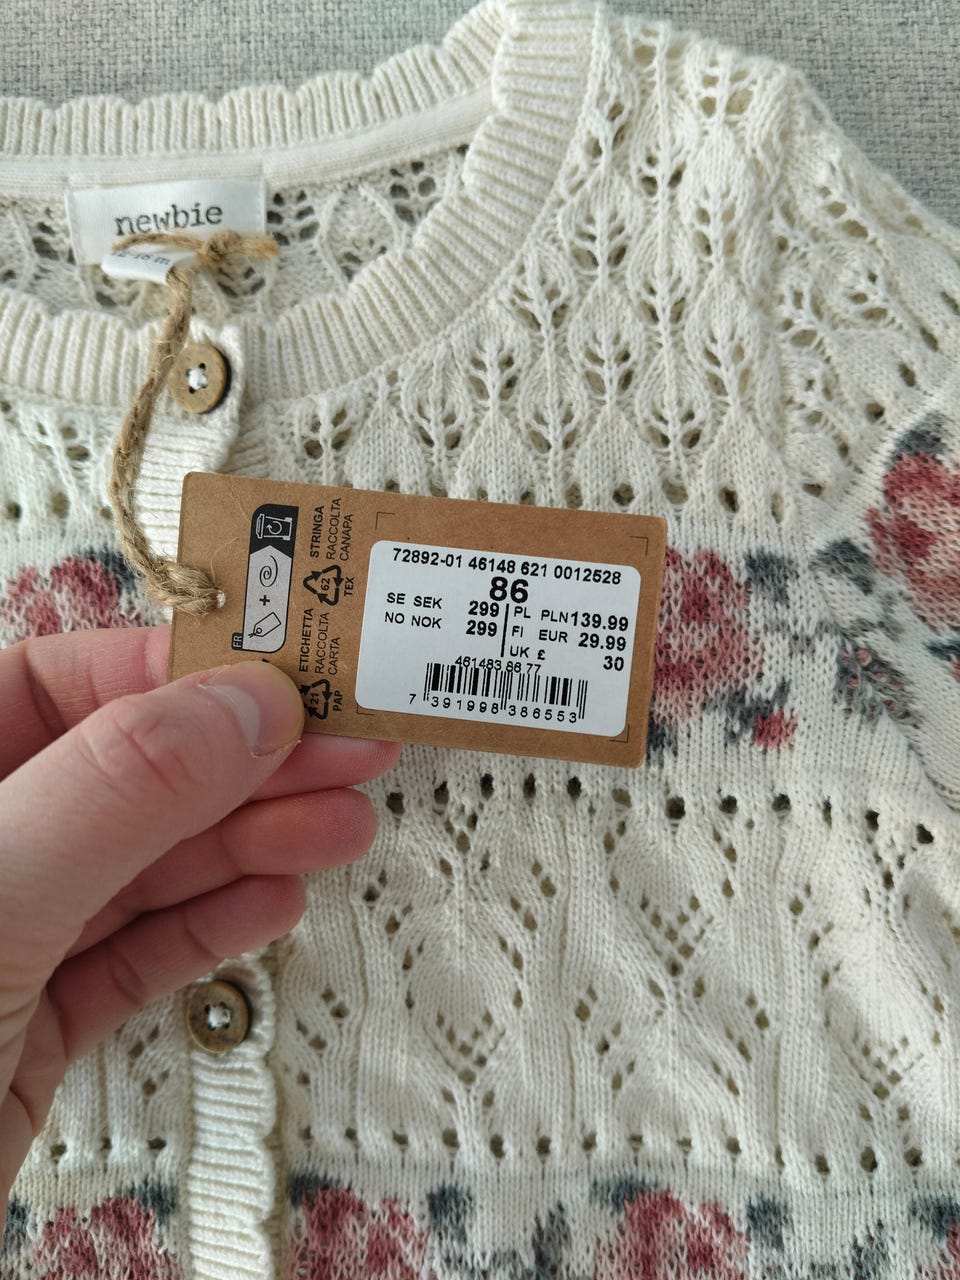 newbie
12-18 m
FR
STRINGA
RACCOLTA
CANAPA
62
TEX
ETICHETTA
RACCOLTA
CARTA
21
PAP
72892-01 46148 621 0012528
86
SE SEK 299
NO NOK 299
PL PLN 139.99
FI EUR 29.99
UK £ 30
461483 86 77
7 391998 386553